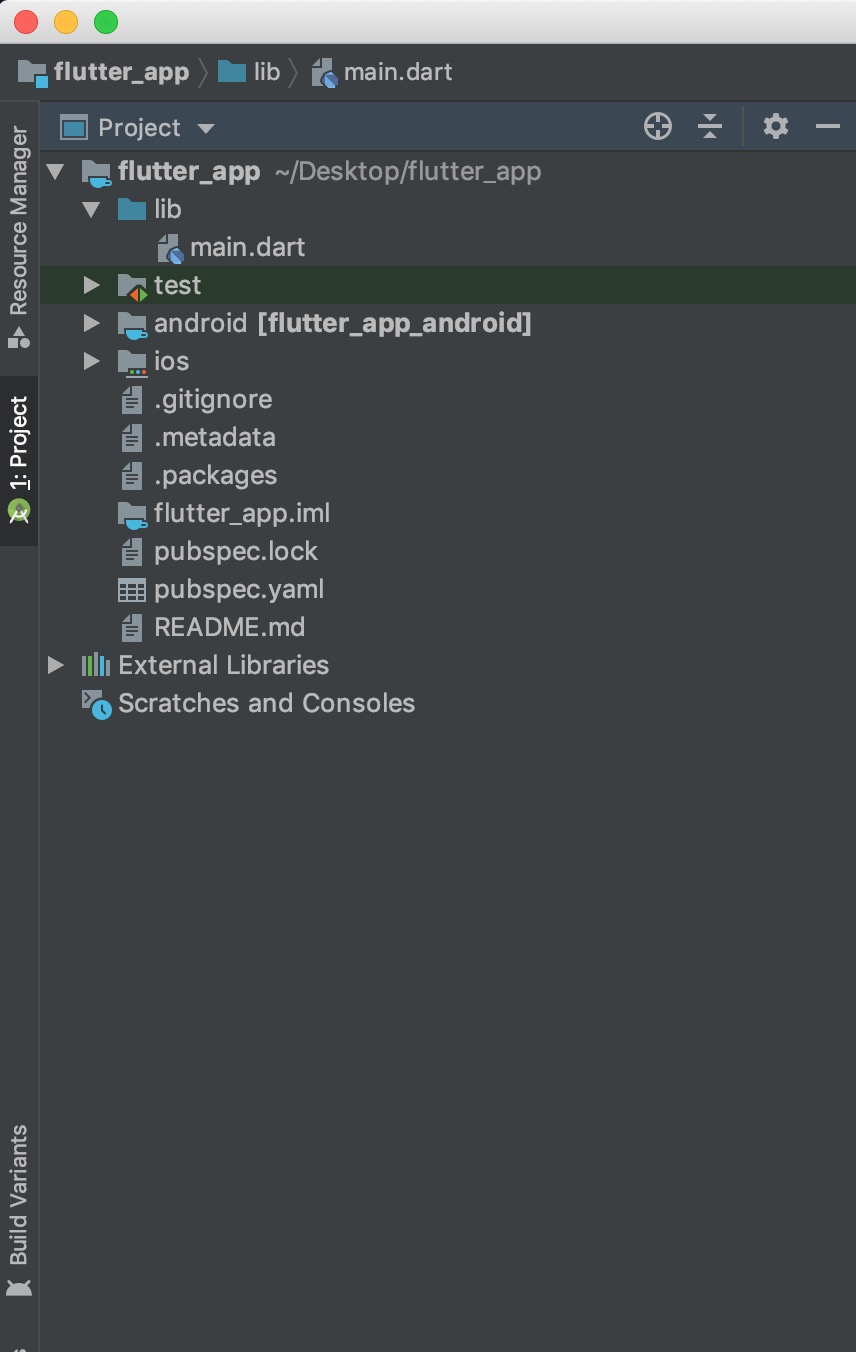 flutter_app lib main.dart
Project
flutter_app ~/Desktop/flutter_app
lib
main.dart
test
android [flutter_app_android]
ios
.gitignore
.metadata
.packages
flutter_app.iml
pubspec.lock
pubspec.yaml
README.md
External Libraries
Scratches and Consoles
Resource Manager
1: Project
Build Variants